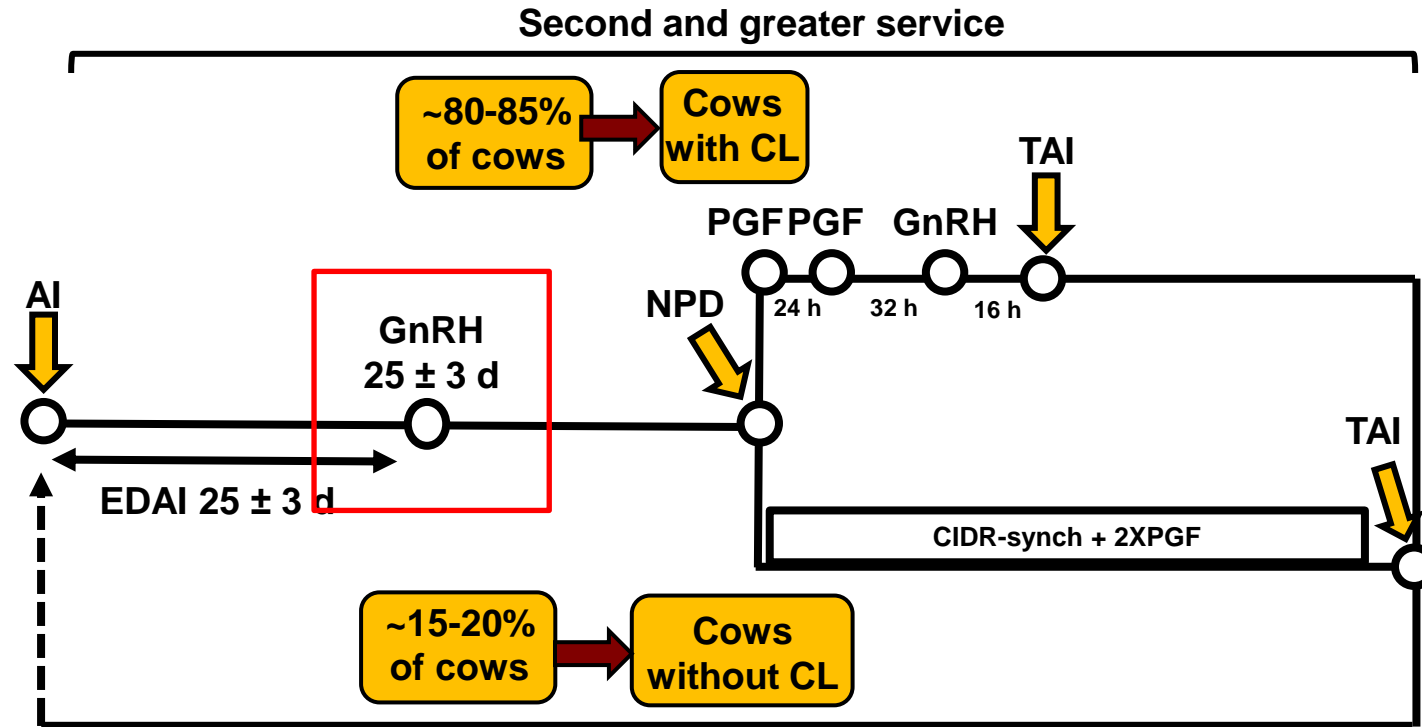 Second and greater service
~80-85%
of cows
Cows
with CL
TAI
PGF PGF GnRH
24 h 32 h 16 h
AI
GnRH
25 ± 3 d
NPD
EDAI 25 ± 3 d
TAI
CIDR-synch + 2XPGF
~15-20%
of cows
Cows
without CL